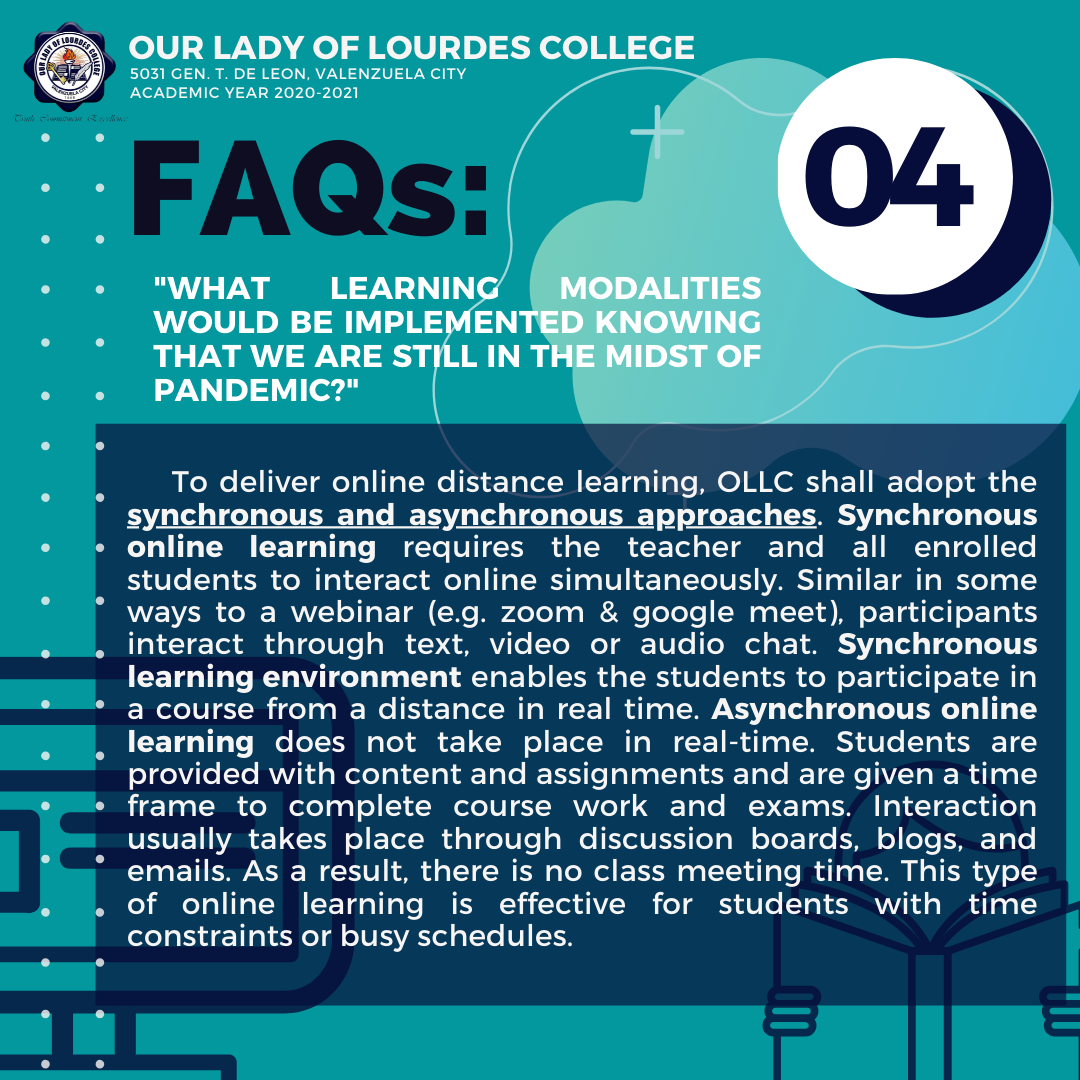 OUR LADY OF LOURDES COLLEGE
5031 GEN. T. DE LEON, VALENZUELA CITY
ACADEMIC YEAR 2020-2021
OUR LADY OF LOURDES COLLEGE
VALENZUELA CITY
Truth Commitment Excellence
FAQs:
04
"WHAT LEARNING MODALITIES
WOULD BE IMPLEMENTED KNOWING
THAT WE ARE STILL IN THE MIDST OF
PANDEMIC?"
To deliver online distance learning, OLLC shall adopt the
synchronous and asynchronous approaches. Synchronous
online learning requires the teacher and all enrolled
students to interact online simultaneously. Similar in some
ways to a webinar (e.g. zoom & google meet), participants
interact through text, video or audio chat. Synchronous
learning environment enables the students to participate in
a course from a distance in real time. Asynchronous online
learning does not take place in real-time. Students are
provided with content and assignments and are given a time
frame to complete course work and exams. Interaction
usually takes place through discussion boards, blogs, and
emails. As a result, there is no class meeting time. This type
of online learning is effective for students with time
constraints or busy schedules.